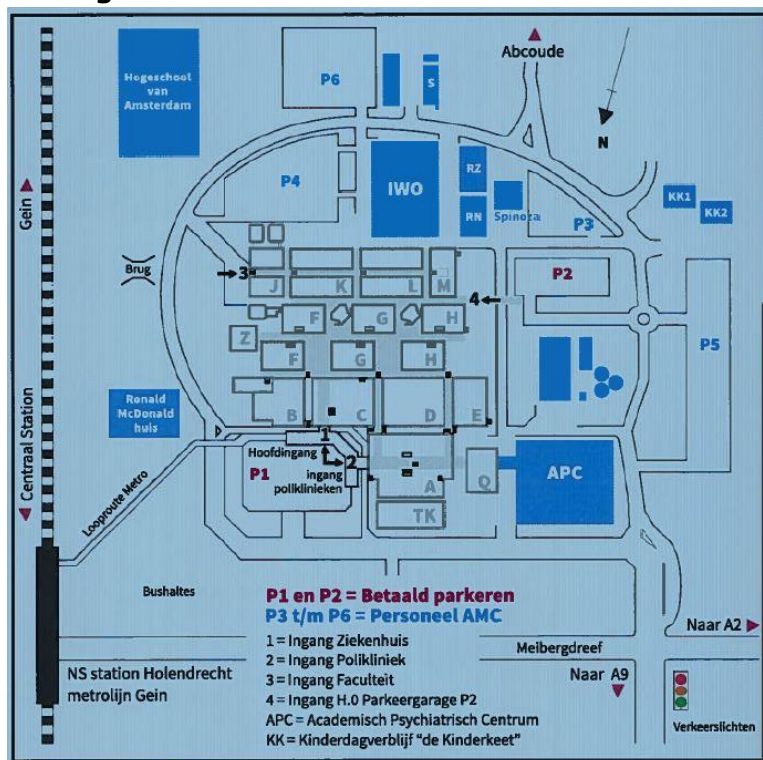 Abcoude
Hogeschool
van
Amsterdam
P6
S
N
Gein
P4
IWO
RZ
RN
Spinoza
P3
KK1
KK2
Brug
3
J
K
L
M
4
P2
F
G
H
Z
F
G
H
P5
Ronald
McDonald
huis
B
C
D
E
1
Hoofdingang
2
ingang
poliklinieken
P1
A
Q
APC
TK
Centraal Station
Looproute Metro
Bushaltes
P1 en P2 = Betaald parkeren
P3 t/m P6 = Personeel AMC
1 = Ingang Ziekenhuis
2 = Ingang Polikliniek
3 = Ingang Faculteit
4 = Ingang H.0 Parkeergarage P2
APC = Academisch Psychiatrisch Centrum
KK = Kinderdagverblijf "de Kinderkeet"
NS station Holendrecht
metrolijn Gein
Meibergdreef
Naar A2
Naar A9
Verkeerslichten